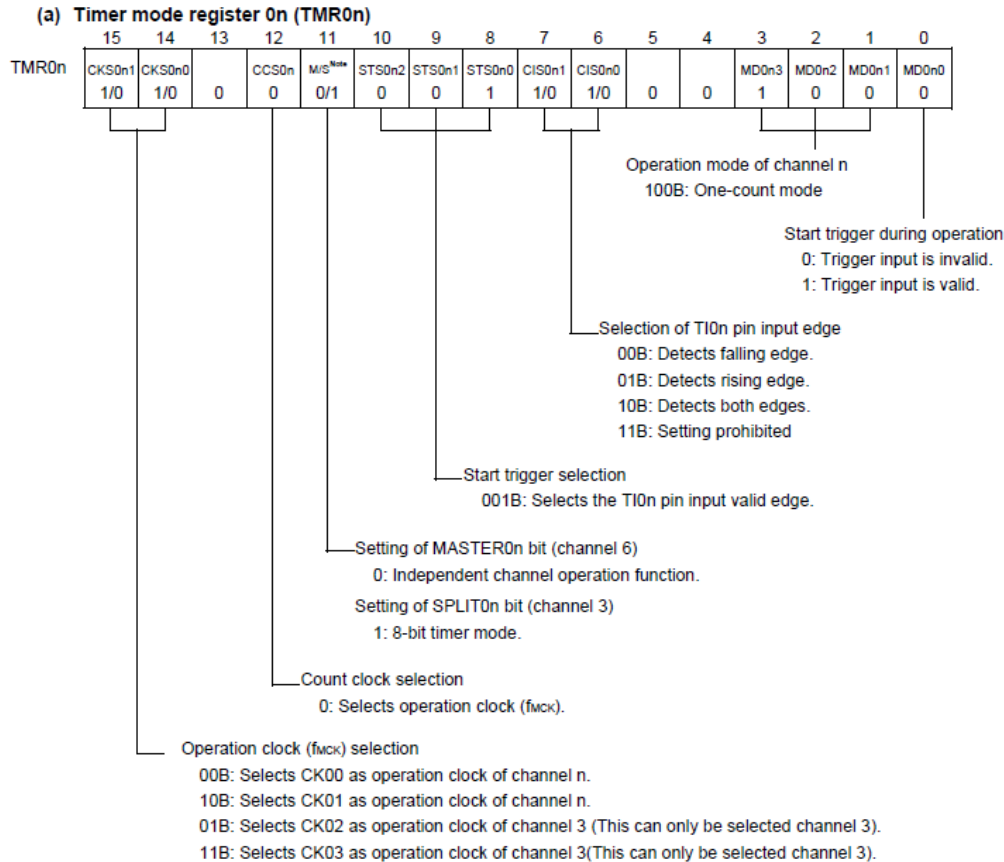 (a) Timer mode register 0n (TMR0n)
15 14 13 12 11 10 9 8 7 6 5 4 3 2 1 0
TMR0n CKS0n1 CKS0n0 CCS0n M/S Note STS0n2 STS0n1 STS0n0 CIS0n1 CIS0n0 MD0n3 MD0n2 MD0n1 MD0n0
1/0 1/0 0 0 0/1 0 0 1 1/0 1/0 0 0 1 0 0 0
Operation mode of channel n
100B: One-count mode
Start trigger during operation
0: Trigger input is invalid.
1: Trigger input is valid.
Selection of TI0n pin input edge
00B: Detects falling edge.
01B: Detects rising edge.
10B: Detects both edges.
11B: Setting prohibited
Start trigger selection
001B: Selects the TI0n pin input valid edge.
Setting of MASTER0n bit (channel 6)
0: Independent channel operation function.
Setting of SPLIT0n bit (channel 3)
1: 8-bit timer mode.
Count clock selection
0: Selects operation clock (fMCK).
Operation clock (fMCK) selection
00B: Selects CK00 as operation clock of channel n.
10B: Selects CK01 as operation clock of channel n.
01B: Selects CK02 as operation clock of channel 3 (This can only be selected channel 3).
11B: Selects CK03 as operation clock of channel 3(This can only be selected channel 3).